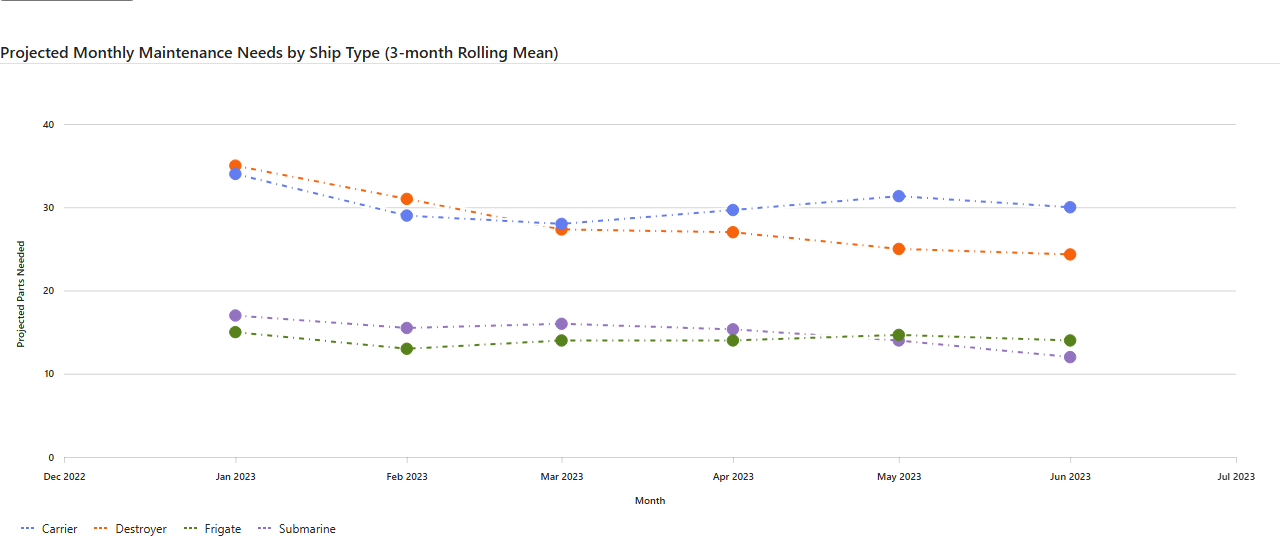 Projected Monthly Maintenance Needs by Ship Type (3-month Rolling Mean)
40
30
20
10
0
Projected Parts Needed
Dec 2022 Jan 2023 Feb 2023 Mar 2023 Apr 2023 May 2023 Jun 2023 Jul 2023
Month
Carrier Destroyer Frigate Submarine